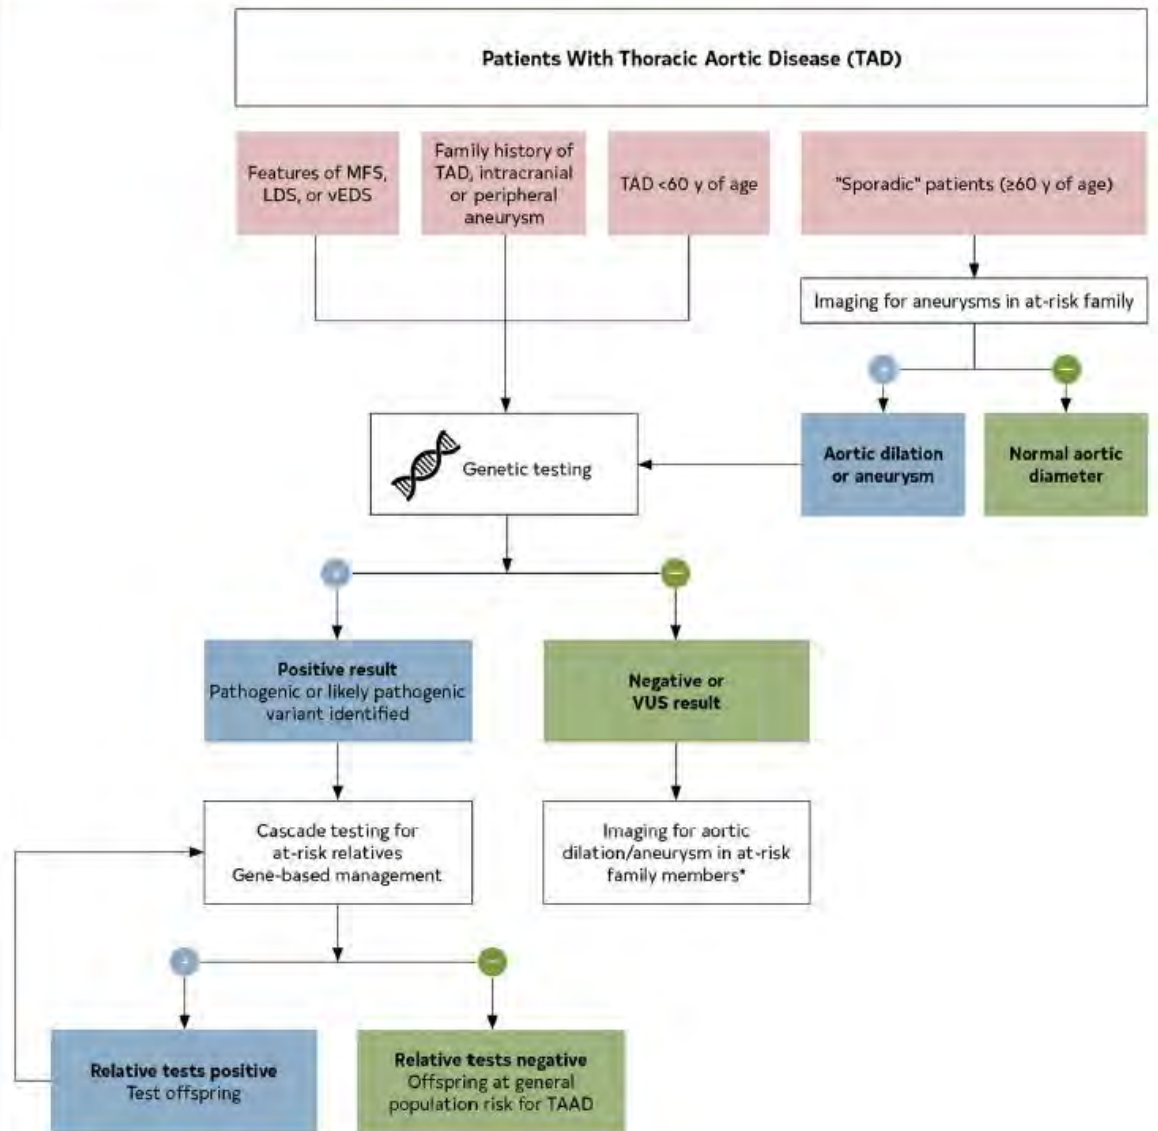 Patients With Thoracic Aortic Disease (TAD)
Features of MFS,
LDS, or vEDS
Family history of
TAD, intracranial
or peripheral
aneurysm
TAD <60 y of age
"Sporadic" patients (≥60 y of age)
Imaging for aneurysms in at-risk family
+
−
Aortic dilation
or aneurysm
Normal aortic
diameter
Genetic testing
+
−
Positive result
Pathogenic or likely pathogenic
variant identified
Negative or
VUS result
Cascade testing for
at-risk relatives
Gene-based management
Imaging for aortic
dilation/aneurysm in at-risk
family members*
+
−
Relative tests positive
Test offspring
Relative tests negative
Offspring at general
population risk for TAAD